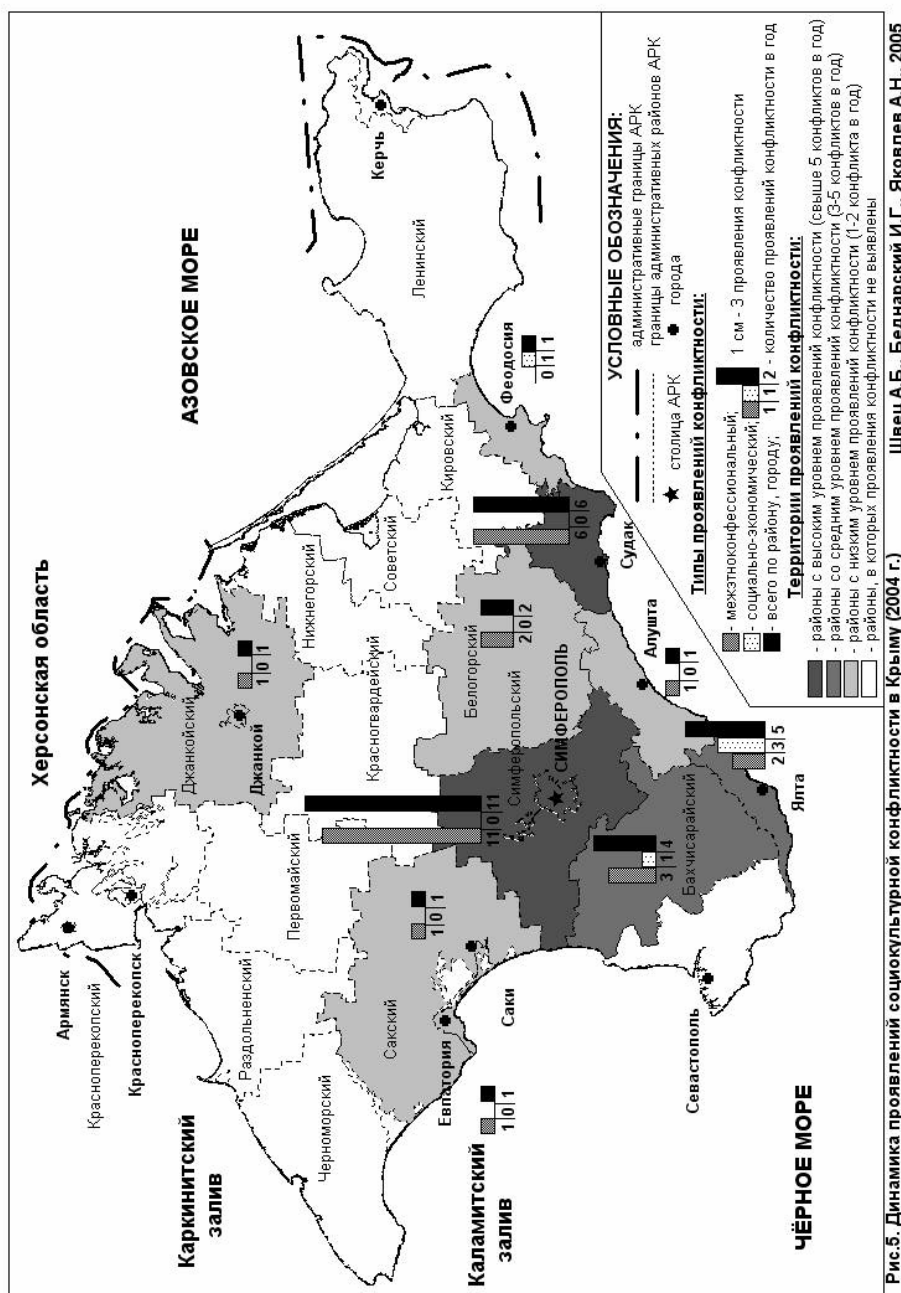 Херсонская область
АЗОВСКОЕ МОРЕ
Каркинитский
залив
Каламитский
залив
ЧЁРНОЕ МОРЕ
Армянск
Красноперекопский
Красноперекопск
Раздольненский
Черноморский
Первомайский
Джанкойский
Джанкой
1|0|1
Нижнегорский
Красногвардейский
Советский
Кировский
Ленинский
Керчь
Сакский
1|0|1
Евпатория
1|0|1
Саки
11|0|11
Симферопольский
СИМФЕРОПОЛЬ
Белогорский
2|0|2
6|0|6
Феодосия
0|1|1
Судак
Алушта
1|0|1
Бахчисарайский
3|1|4
Ялта
2|3|5
Севастополь
УСЛОВНЫЕ ОБОЗНАЧЕНИЯ:
административные границы АРК
границы административных районов АРК
столица АРК
города
Типы проявлений конфликтности:
- межэтноконфессиональный;
- социально-экономический;
- всего по району, городу;
1 см - 3 проявления конфликтности
1|1|2 - количество проявлений конфликтности в год
Территории проявлений конфликтности:
- районы с высоким уровнем проявлений конфликтности (свыше 5 конфликтов в год)
- районы со средним уровнем проявлений конфликтности (3-5 конфликтов в год)
- районы с низким уровнем проявлений конфликтности (1-2 конфликта в год)
- районы, в которых проявления конфликтности не выявлены
Рис.5. Динамика проявлений социокультурной конфликтности в Крыму (2004 г.) Швец А.Б., Беднарский И.Г., Яковлев А.Н., 2005